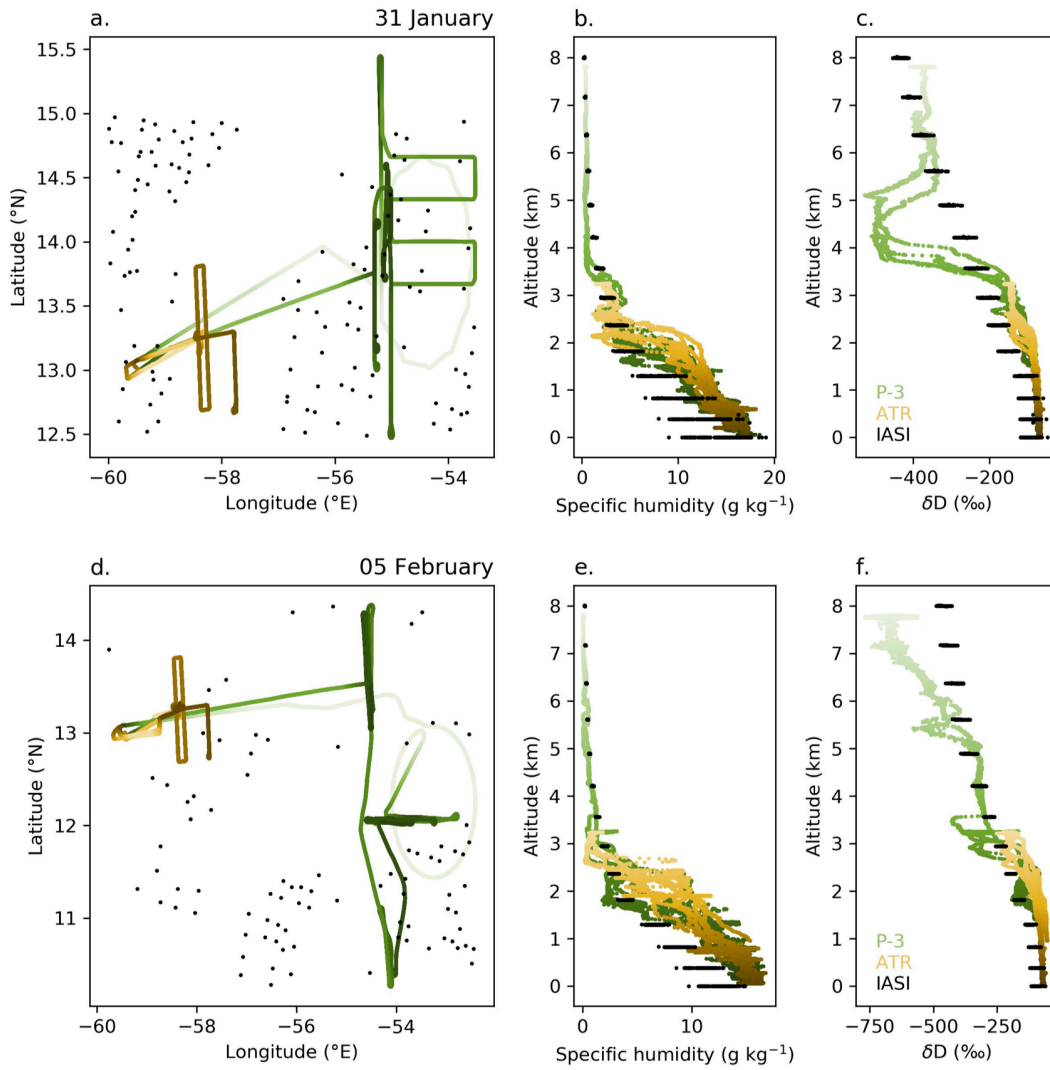 a. 31 January
15.5
15.0
14.5
14.0
13.5
13.0
12.5
Latitude (°N)
−60 −58 −56 −54
Longitude (°E)
b.
8
7
6
5
4
3
2
1
0
Altitude (km)
0 10 20
Specific humidity (g kg⁻¹)
c.
8
7
6
5
4
3
2
1
0
Altitude (km)
P-3
ATR
IASI
−400 −200
δD (‰)
d. 05 February
14
13
12
11
Latitude (°N)
−60 −58 −56 −54
Longitude (°E)
e.
8
7
6
5
4
3
2
1
0
Altitude (km)
0 10
Specific humidity (g kg⁻¹)
f.
8
7
6
5
4
3
2
1
0
Altitude (km)
P-3
ATR
IASI
−750 −500 −250
δD (‰)